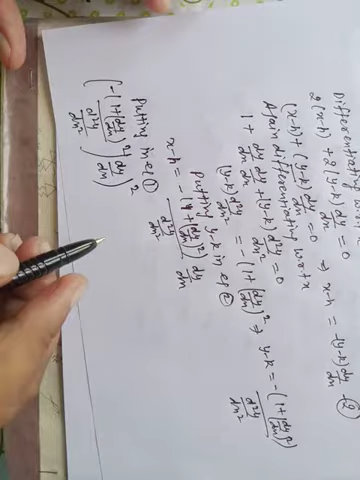 Differentiating w.r.t.
2(x-h) + 2(y-k) dy/dx = 0
(x-h) + (y-k) dy/dx = 0 ⇒ x-h = -(y-k) dy/dx -②
Again differentiating w.r.t x
1 + dy/dx dy/dx + (y-k) d²y/dx² = 0
(y-k) d²y/dx² = -(1+(dy/dx)²) ⇒ y-k = -(1+(dy/dx)²) / d²y/dx²
Putting y-k in eq ②
x-h = -(1+(dy/dx)²) dy/dx / d²y/dx²
Putting in eq ①
(-(1+(dy/dx)²) (dy/dx) / d²y/dx²)²